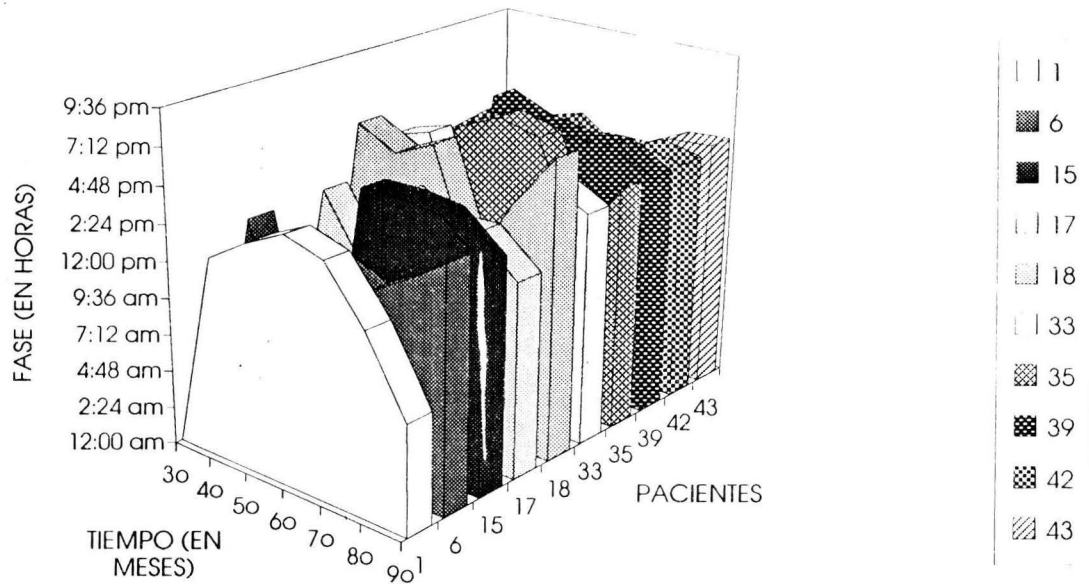 9:36 pm
7:12 pm
4:48 pm
2:24 pm
12:00 pm
9:36 am
7:12 am
4:48 am
2:24 am
12:00 am
FASE (EN HORAS)
30
40
50
60
70
80
90
TIEMPO (EN
MESES)
1
6
15
17
18
33
35
39
42
43
PACIENTES
1
6
15
17
18
33
35
39
42
43